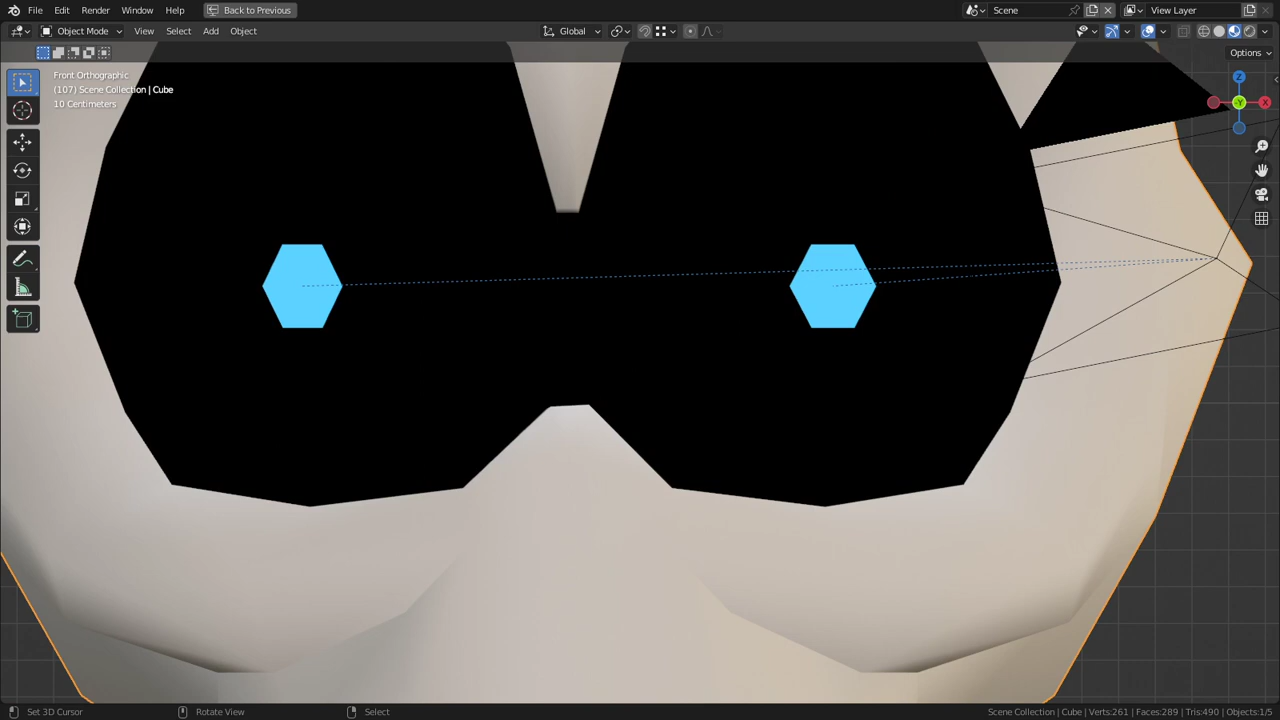 File Edit Render Window Help Back to Previous Scene View Layer
Object Mode View Select Add Object Global
Options
Front Orthographic
(107) Scene Collection | Cube
10 Centimeters
Z
-Y
X
Set 3D Cursor Rotate View Select Scene Collection | Cube | Verts:261 | Faces:289 | Tris:490 | Objects:1/5